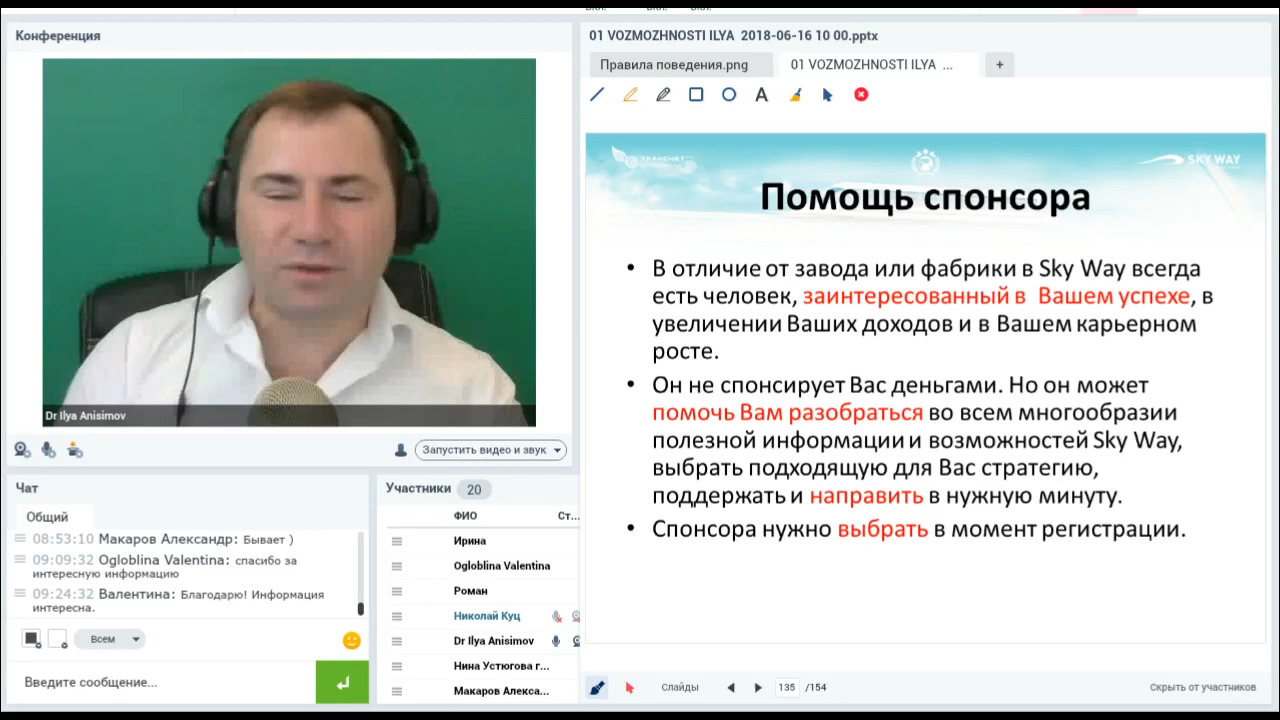 Конференция
Dr Ilya Anisimov
Запустить видео и звук
Чат
Общий
08:53:10 Макаров Александр: Бывает )
09:09:32 Ogloblina Valentina: спасибо за
интересную информацию
09:24:32 Валентина: Благодарю! Информация
интересна.
Всем
Введите сообщение...
Участники 20
ФИО Ст...
Ирина
Ogloblina Valentina
Роман
Николай Куц
Dr Ilya Anisimov
Нина Устюгова г...
Макаров Алекса...
01 VOZMOZHNOSTI ILYA 2018-06-16 10 00.pptx
Правила поведения.png
01 VOZMOZHNOSTI ILYA ...
+
A
TRANSNET
SKY WAY
Помощь спонсора
• В отличие от завода или фабрики в Sky Way всегда
есть человек, заинтересованный в Вашем успехе, в
увеличении Ваших доходов и в Вашем карьерном
росте.
• Он не спонсирует Вас деньгами. Но он может
помочь Вам разобраться во всем многообразии
полезной информации и возможностей Sky Way,
выбрать подходящую для Вас стратегию,
поддержать и направить в нужную минуту.
• Спонсора нужно выбрать в момент регистрации.
Слайды
135 /154
Скрыть от участников